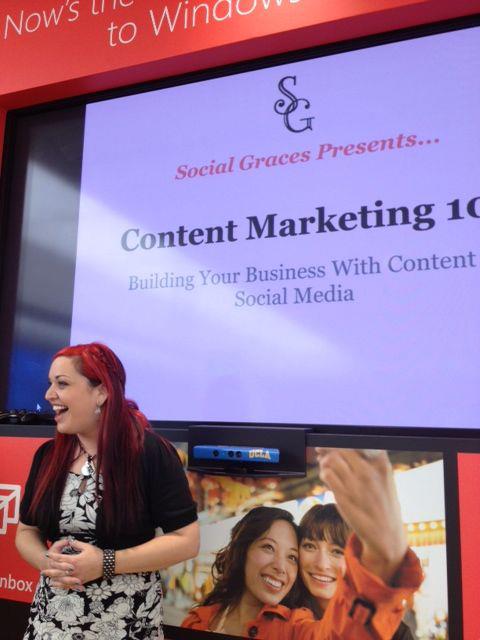 Now's the
to Windows
SG
Social Graces Presents...
Content Marketing 10
Building Your Business With Content
Social Media
UCLA
nbox